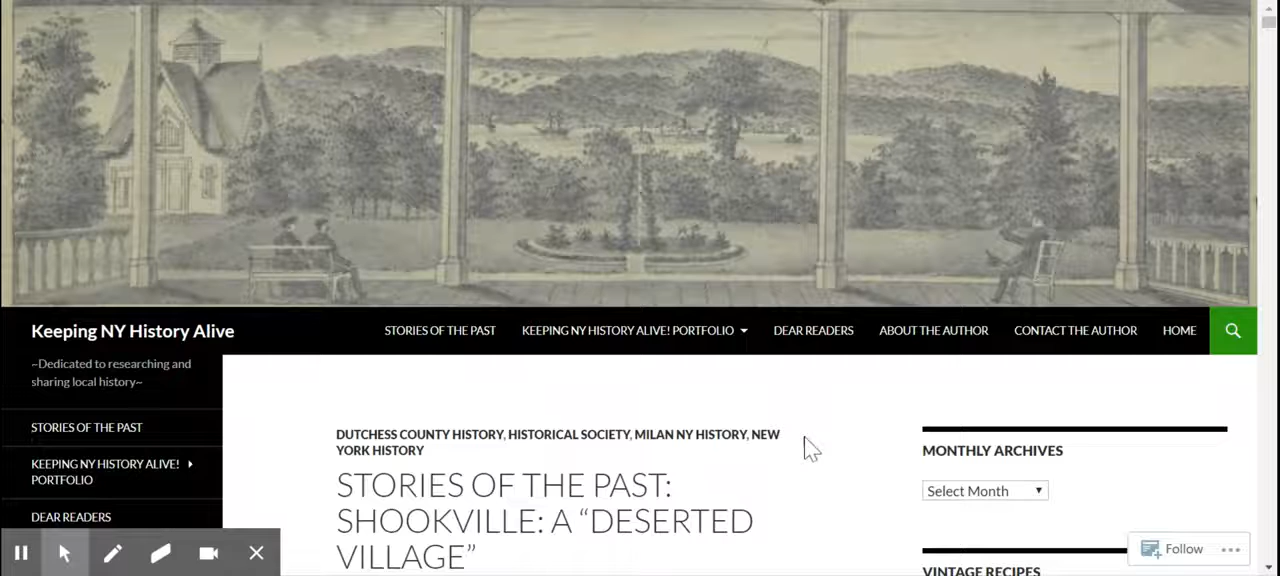 Keeping NY History Alive
STORIES OF THE PAST
KEEPING NY HISTORY ALIVE! PORTFOLIO
DEAR READERS
ABOUT THE AUTHOR
CONTACT THE AUTHOR
HOME
~Dedicated to researching and
sharing local history~
STORIES OF THE PAST
KEEPING NY HISTORY ALIVE!
PORTFOLIO
DEAR READERS
DUTCHESS COUNTY HISTORY, HISTORICAL SOCIETY, MILAN NY HISTORY, NEW
YORK HISTORY
STORIES OF THE PAST:
SHOOKVILLE: A “DESERTED
VILLAGE”
MONTHLY ARCHIVES
Select Month
Follow
VINTAGE RECIPES